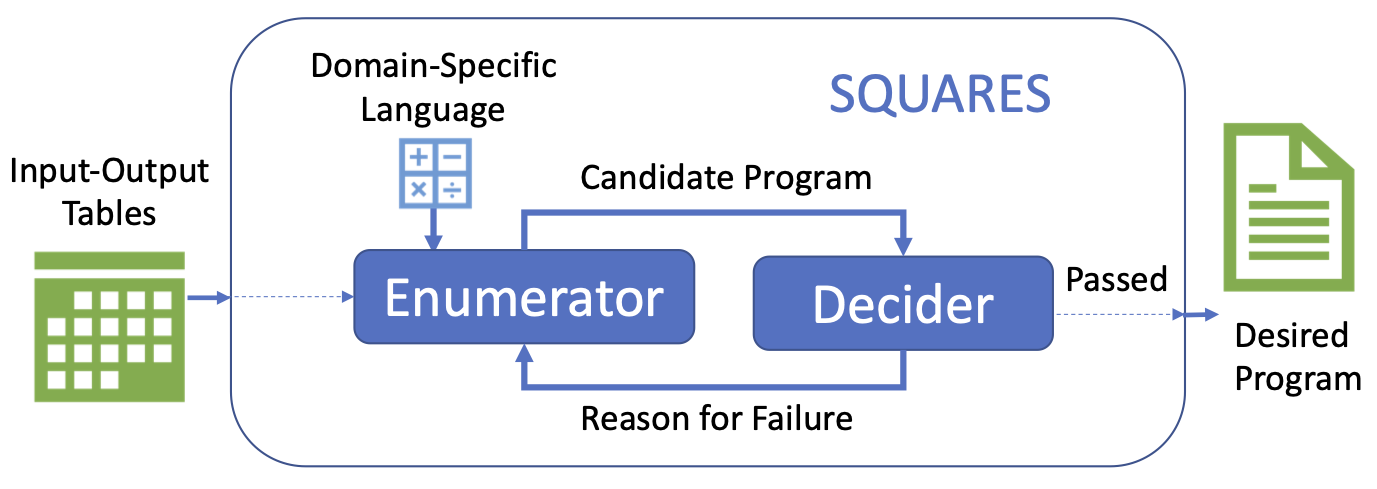 Domain-Specific
Language
SQUARES
Input-Output
Tables
Candidate Program
Enumerator
Decider
Passed
Desired
Program
Reason for Failure